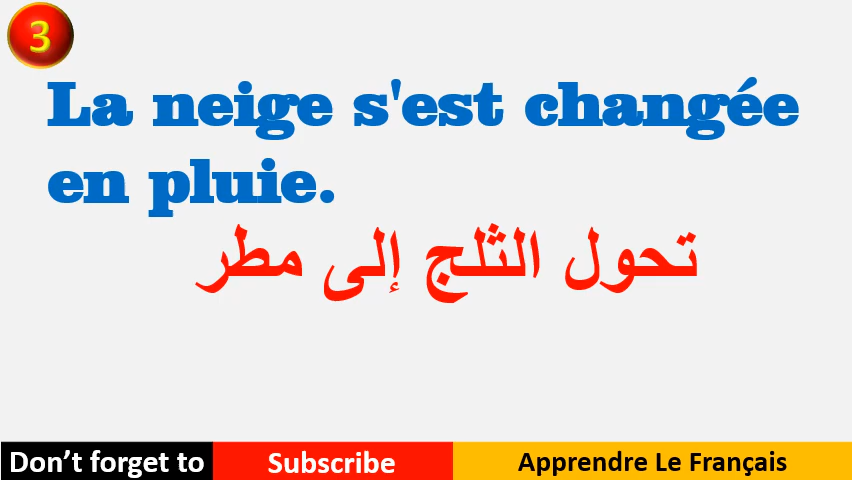 3
La neige s'est changée
en pluie.
تحول الثلج إلى مطر
Don’t forget to Subscribe Apprendre Le Français